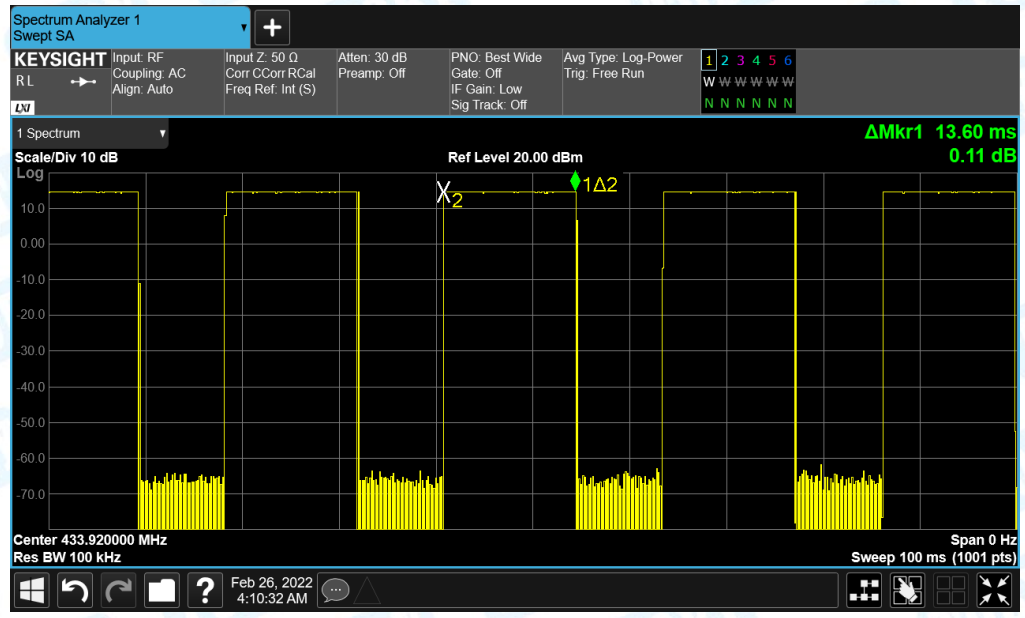 Spectrum Analyzer 1
Swept SA
+
KEYSIGHT
R L
LXI
Input: RF
Coupling: AC
Align: Auto
Input Z: 50 Ω
Corr CCorr RCal
Freq Ref: Int (S)
Atten: 30 dB
Preamp: Off
PNO: Best Wide
Gate: Off
IF Gain: Low
Sig Track: Off
Avg Type: Log-Power
Trig: Free Run
1 2 3 4 5 6
W W W W W W
N N N N N N
1 Spectrum
ΔMkr1 13.60 ms
0.11 dB
Scale/Div 10 dB
Ref Level 20.00 dBm
Log
X2
1Δ2
10.0
0.00
-10.0
-20.0
-30.0
-40.0
-50.0
-60.0
-70.0
Center 433.920000 MHz
Span 0 Hz
Res BW 100 kHz
Sweep 100 ms (1001 pts)
?
Feb 26, 2022
4:10:32 AM